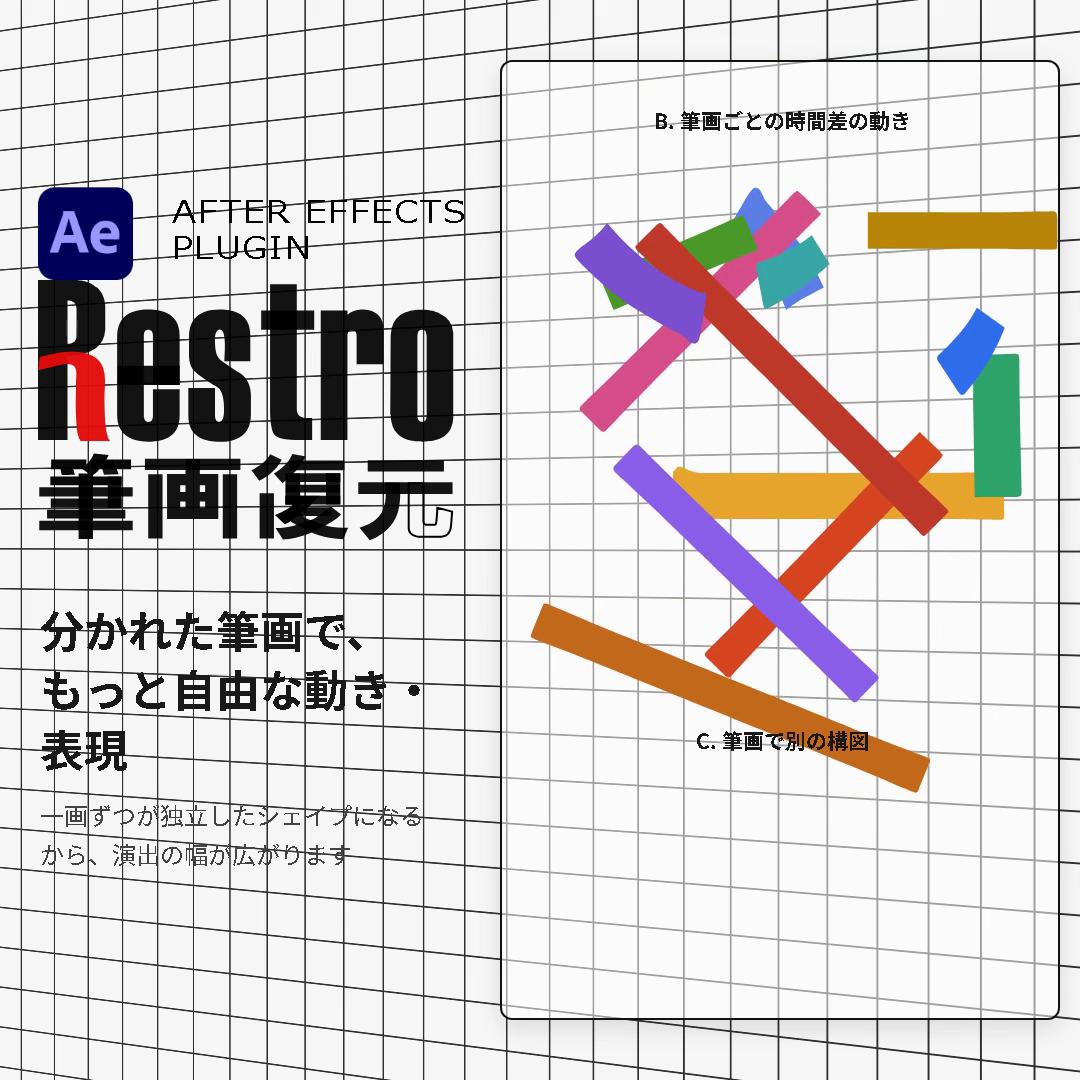 Ae
AFTER EFFECTS
PLUGIN
Restro
筆画復元
分かれた筆画で、
もっと自由な動き・
表現
一画ずつが独立したシェイプになる
から、演出の幅が広がります
B. 筆画ごとの時間差の動き
C. 筆画で別の構図